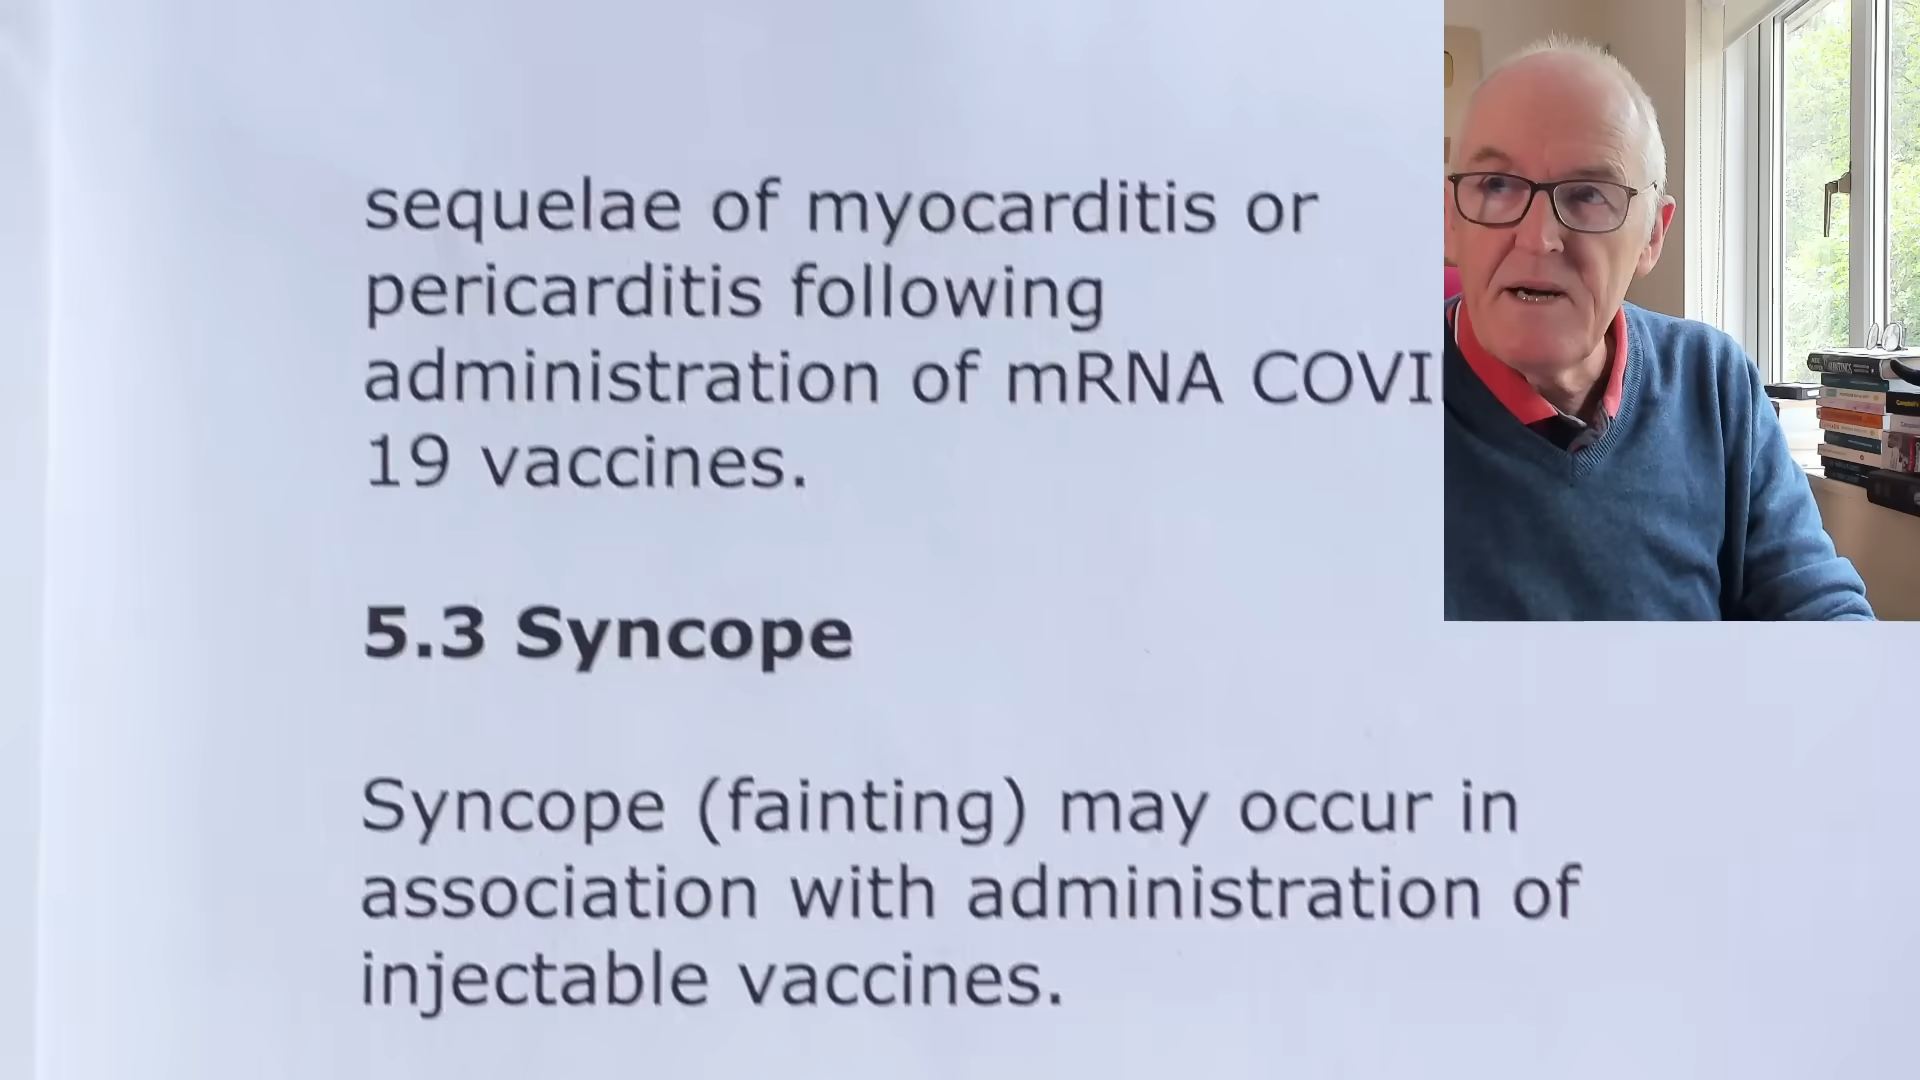 sequelae of myocarditis or
pericarditis following
administration of mRNA
19 vaccines.
5.3 Syncope
Syncope (fainting) may occur in
association with administration of
injectable vaccines.